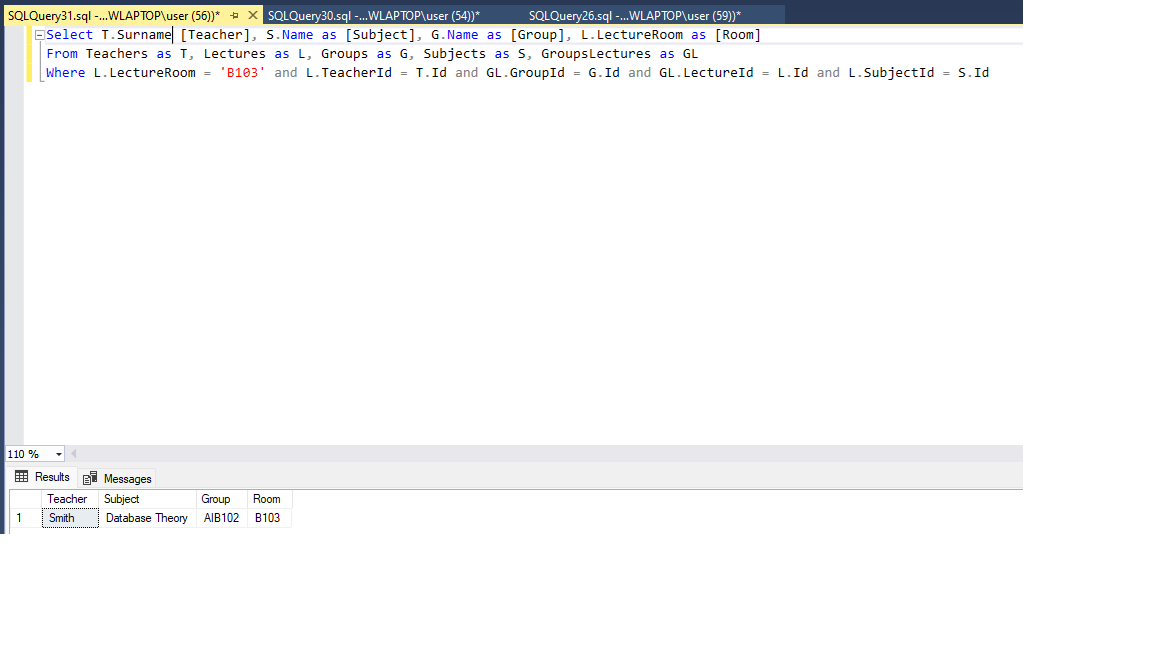 SQLQuery31.sql -...WLAPTOP\user (56))* SQLQuery30.sql -...WLAPTOP\user (54))* SQLQuery26.sql -...WLAPTOP\user (59))*
Select T.Surname [Teacher], S.Name as [Subject], G.Name as [Group], L.LectureRoom as [Room]
From Teachers as T, Lectures as L, Groups as G, Subjects as S, GroupsLectures as GL
Where L.LectureRoom = 'B103' and L.TeacherId = T.Id and GL.GroupId = G.Id and GL.LectureId = L.Id and L.SubjectId = S.Id
110 %
Results Messages
Teacher Subject Group Room
1 Smith Database Theory AIB102 B103